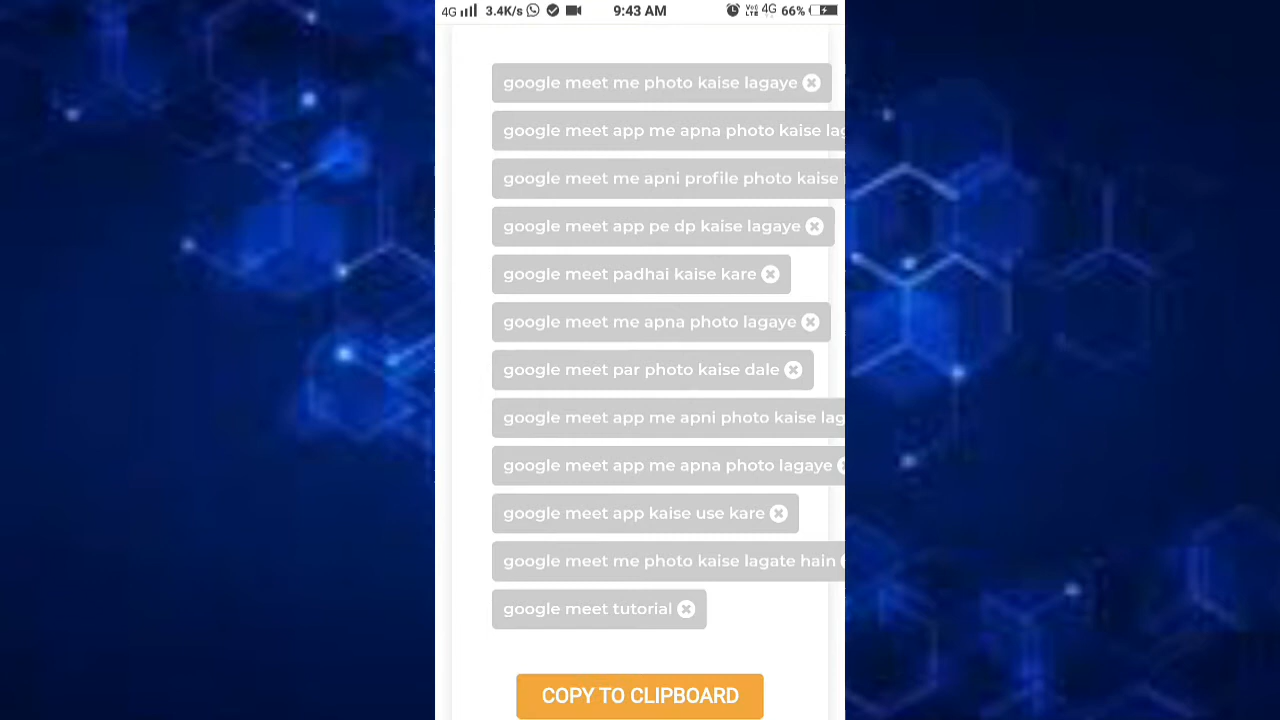 4G 3.4K/s 9:43 AM VoO LTE 4G 66%
google meet me photo kaise lagaye
google meet app me apna photo kaise lag
google meet me apni profile photo kaise
google meet app pe dp kaise lagaye
google meet padhai kaise kare
google meet me apna photo lagaye
google meet par photo kaise dale
google meet app me apni photo kaise lag
google meet app me apna photo lagaye
google meet app kaise use kare
google meet me photo kaise lagate hain
google meet tutorial
COPY TO CLIPBOARD